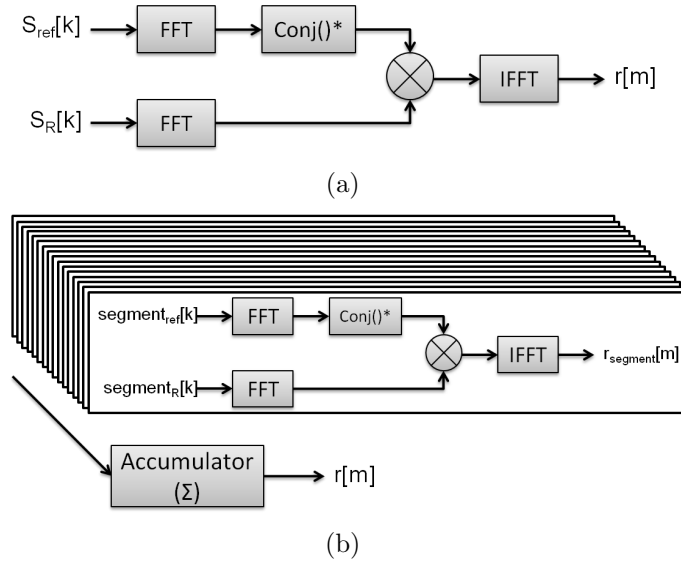 S_ref[k] FFT Conj()*
IFFT r[m]
S_R[k] FFT
(a)
segment_ref[k] FFT Conj()*
IFFT r_segment[m]
segment_R[k] FFT
Accumulator
(Σ)
r[m]
(b)